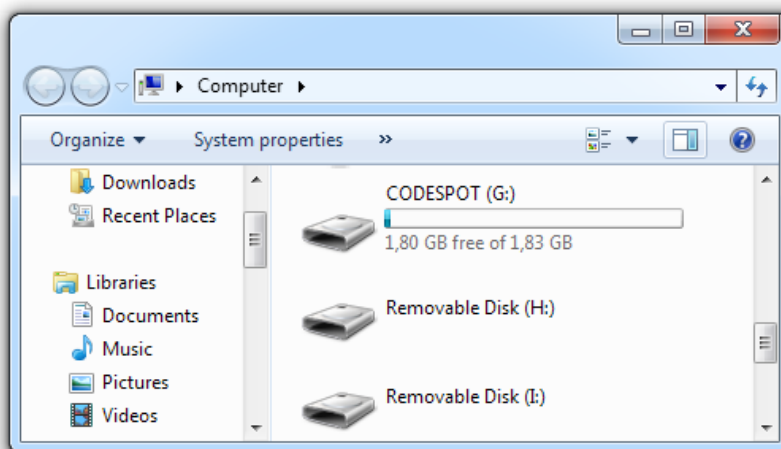 Computer
Organize System properties »
Downloads
Recent Places
Libraries
Documents
Music
Pictures
Videos
CODESPOT (G:)
1,80 GB free of 1,83 GB
Removable Disk (H:)
Removable Disk (I:)